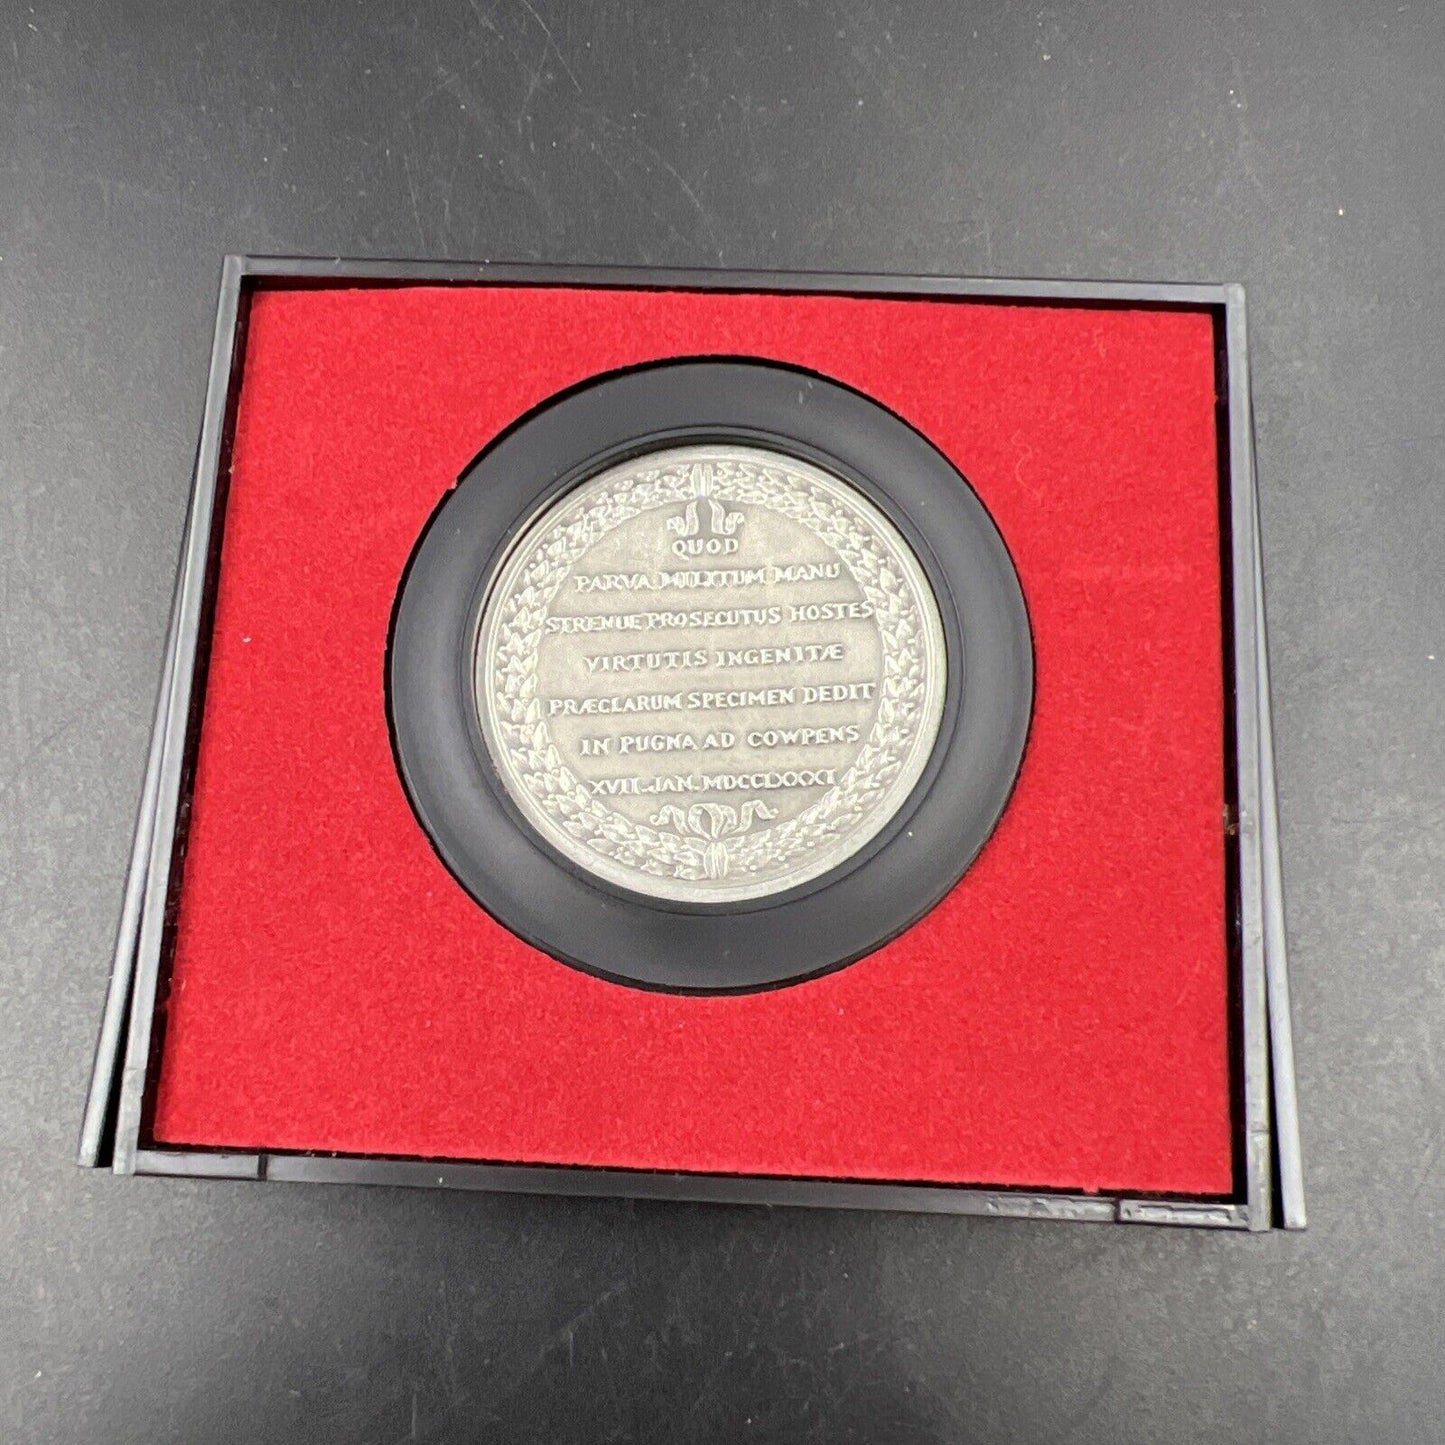 QUOD
PARVA MILITUM MANU
STRENUE PROSECUTUS HOSTES
VIRTUTIS INGENITÆ
PRÆCLARUM SPECIMEN DEDIT
IN PUGNA AD COWPENS
XVII. JAN. MDCCLXXXI